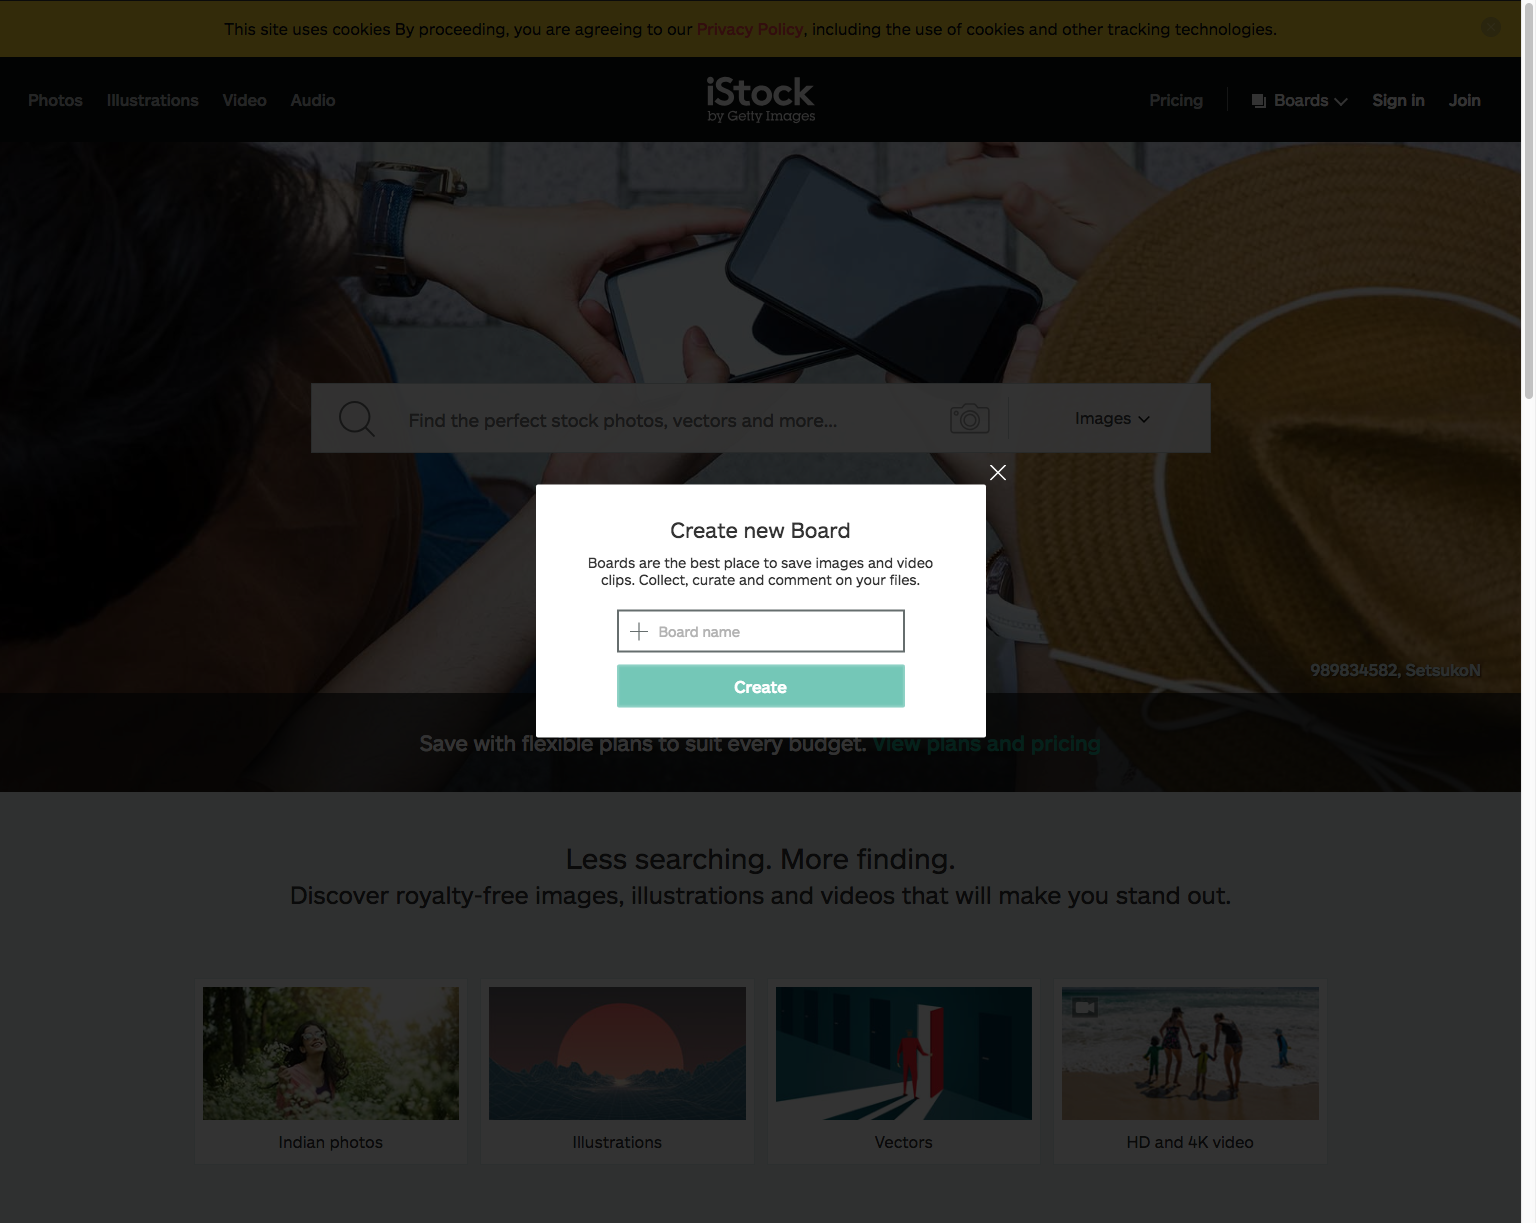 This site uses cookies By proceeding, you are agreeing to our Privacy Policy, including the use of cookies and other tracking technologies.
Photos Illustrations Video Audio
iStock
by Getty Images
Pricing Boards Sign in Join
Find the perfect stock photos, vectors and more...
Images
Create new Board
Boards are the best place to save images and video
clips. Collect, curate and comment on your files.
Board name
Create
989834582, SetsukoN
Save with flexible plans to suit every budget. View plans and pricing
Less searching. More finding.
Discover royalty-free images, illustrations and videos that will make you stand out.
Indian photos
Illustrations
Vectors
HD and 4K video